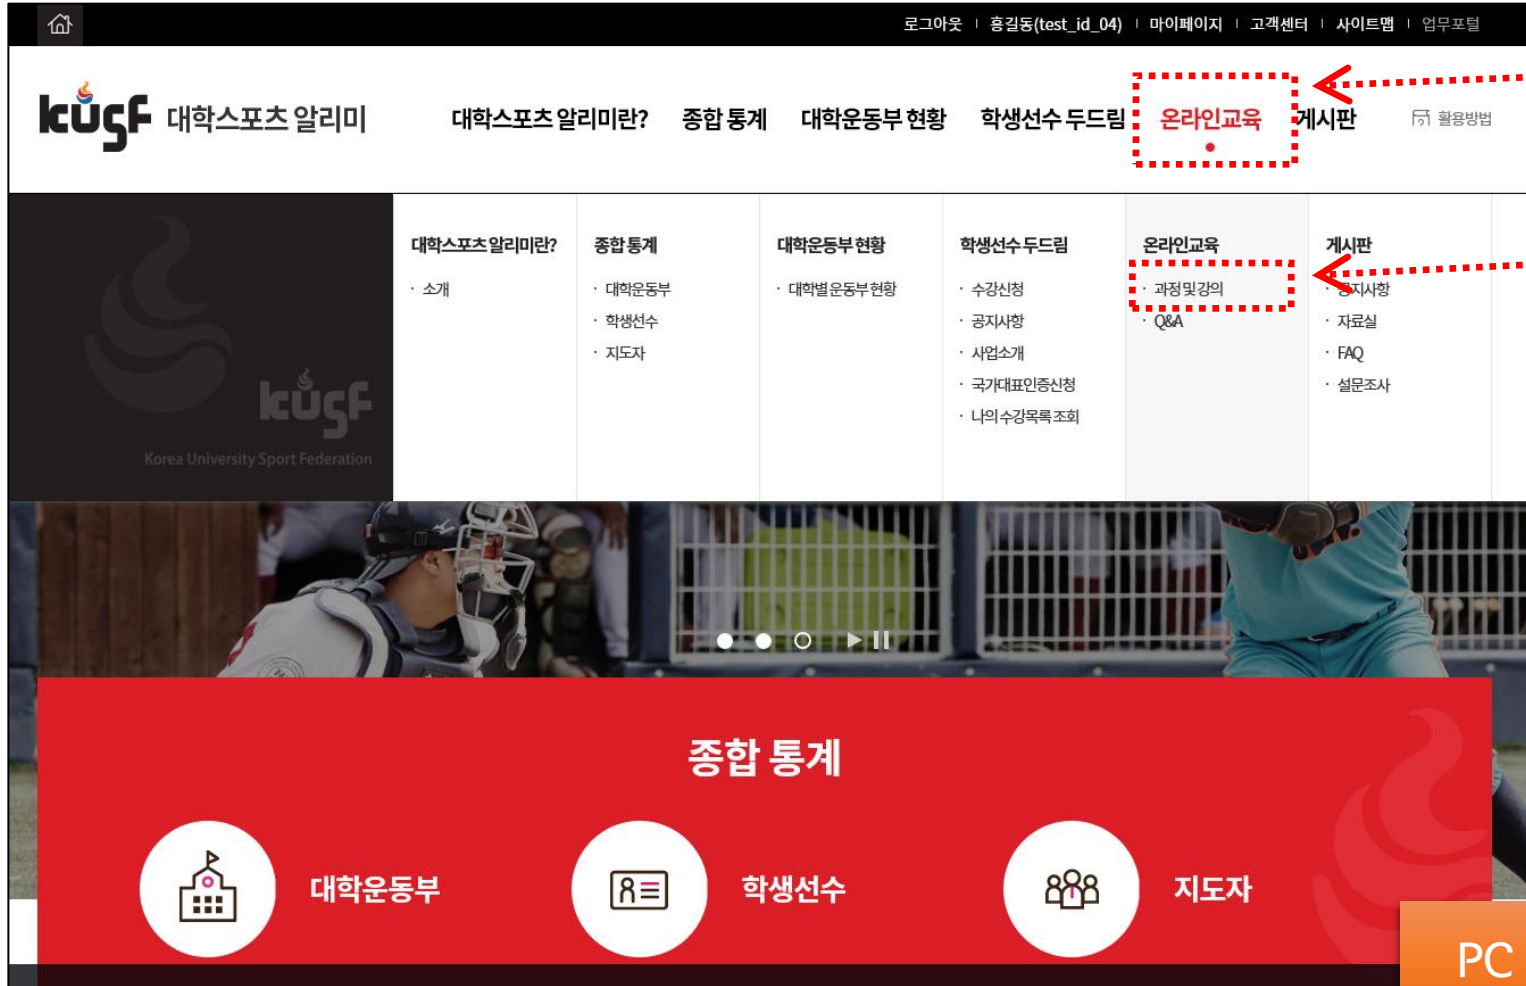 로그아웃 홍길동(test_id_04) 마이페이지 고객센터 사이트맵 업무포털
kusf 대학스포츠 알리미 대학스포츠 알리미란? 종합 통계 대학운동부 현황 학생선수 두드림 온라인교육 게시판 활용방법
대학스포츠 알리미란?
· 소개
종합 통계
· 대학운동부
· 학생선수
· 지도자
대학운동부 현황
· 대학별 운동부 현황
학생선수 두드림
· 수강신청
· 공지사항
· 사업소개
· 국가대표인증신청
· 나의 수강목록 조회
온라인교육
· 과정 및 강의
· Q&A
게시판
· 공지사항
· 자료실
· FAQ
· 설문조사
kusf
Korea University Sport Federation
종합 통계
대학운동부 학생선수 지도자
PC